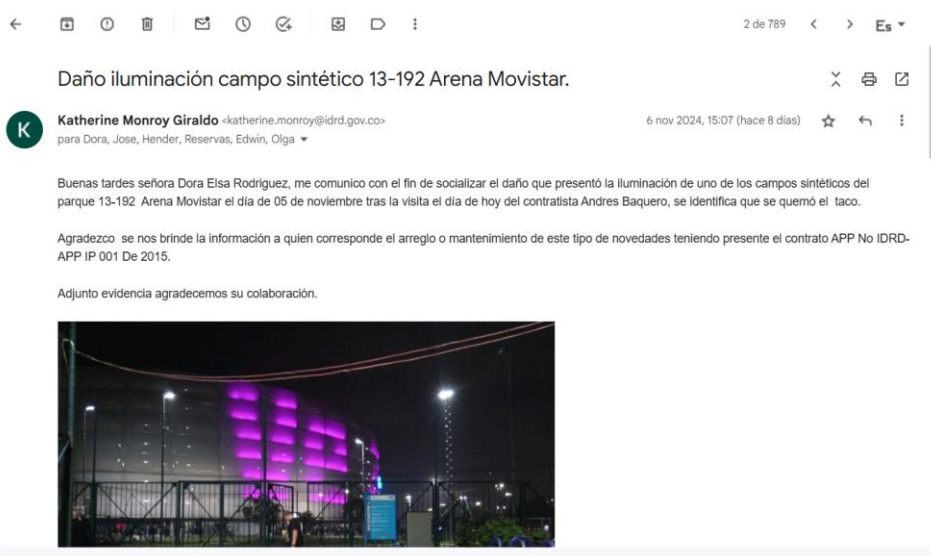 2 de 789
Es
Daño iluminación campo sintético 13-192 Arena Movistar.
K
Katherine Monroy Giraldo <katherine.monroy@idrd.gov.co>
6 nov 2024, 15:07 (hace 8 días)
para Dora, Jose, Hender, Reservas, Edwin, Olga
Buenas tardes señora Dora Elsa Rodriguez, me comunico con el fin de socializar el daño que presentó la iluminación de uno de los campos sintéticos del
parque 13-192 Arena Movistar el día de 05 de noviembre tras la visita el día de hoy del contratista Andres Baquero, se identifica que se quemó el taco.
Agradezco se nos brinde la información a quien corresponde el arreglo o mantenimiento de este tipo de novedades teniendo presente el contrato APP No IDRD-
APP IP 001 De 2015.
Adjunto evidencia agradecemos su colaboración.